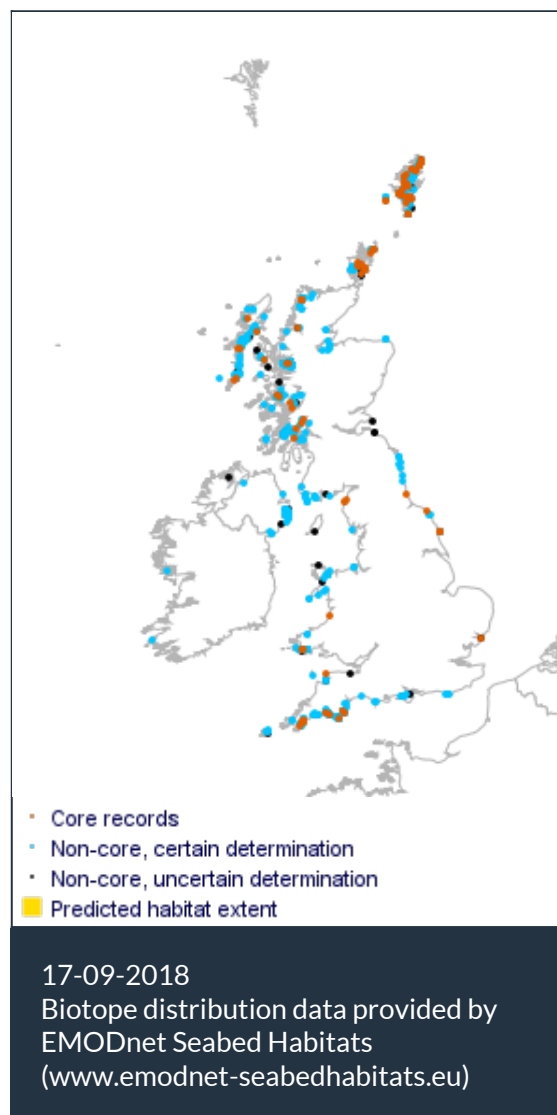 Core records
Non-core, certain determination
Non-core, uncertain determination
Predicted habitat extent
17-09-2018
Biotope distribution data provided by
EMODnet Seabed Habitats
(www.emodnet-seabedhabitats.eu)